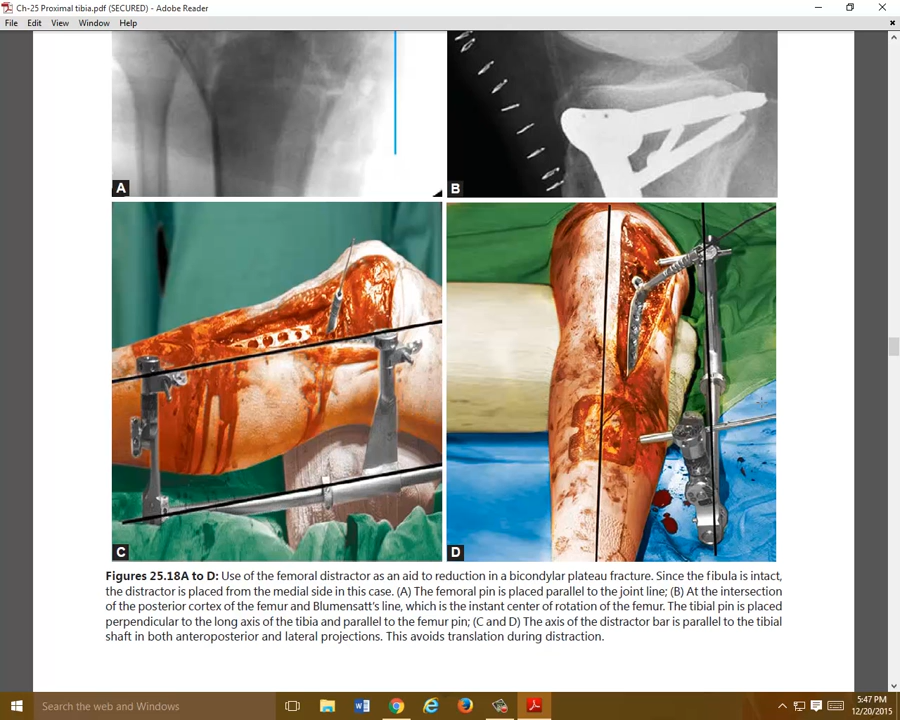 Ch-25 Proximal tibia.pdf (SECURED) - Adobe Reader
File Edit View Window Help
A
B
C
D
Figures 25.18A to D: Use of the femoral distractor as an aid to reduction in a bicondylar plateau fracture. Since the fibula is intact,
the distractor is placed from the medial side in this case. (A) The femoral pin is placed parallel to the joint line; (B) At the intersection
of the posterior cortex of the femur and Blumensatt's line, which is the instant center of rotation of the femur. The tibial pin is placed
perpendicular to the long axis of the tibia and parallel to the femur pin; (C and D) The axis of the distractor bar is parallel to the tibial
shaft in both anteroposterior and lateral projections. This avoids translation during distraction.
Search the web and Windows
5:47 PM
12/20/2015